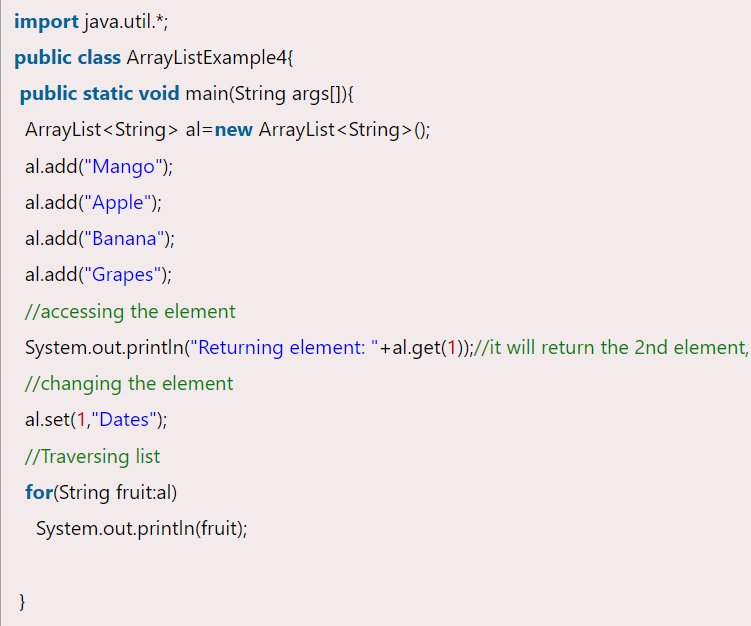 import java.util.*;
public class ArrayListExample4{
public static void main(String args[]){
ArrayList<String> al=new ArrayList<String>();
al.add("Mango");
al.add("Apple");
al.add("Banana");
al.add("Grapes");
//accessing the element
System.out.println("Returning element: "+al.get(1));//it will return the 2nd element,
//changing the element
al.set(1,"Dates");
//Traversing list
for(String fruit:al)
System.out.println(fruit);
}